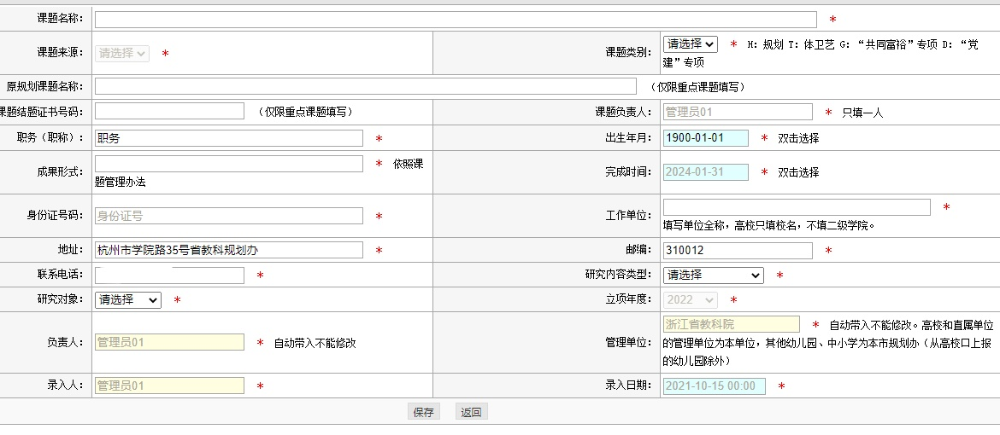 课题名称： *
课题来源： 请选择 *
课题类别： 请选择 * H：规划 T：体卫艺 G：“共同富裕”专项 D：“党
建”专项
原规划课题名称： （仅限重点课题填写）
课题结题证书号码： （仅限重点课题填写）
课题负责人： 管理员01 * 只填一人
职务（职称）： 职务 *
出生年月： 1900-01-01 * 双击选择
成果形式： * 依照课
题管理办法
完成时间： 2024-01-31 * 双击选择
身份证号码： 身份证号 *
工作单位： *
填写单位全称，高校只填校名，不填二级学院。
地址： 杭州市学院路35号省教科规划办 *
邮编： 310012 *
联系电话： *
研究内容类型： 请选择 *
研究对象： 请选择 *
立项年度： 2022 *
负责人： 管理员01 * 自动带入不能修改
管理单位： 浙江省教科院 * 自动带入不能修改。高校和直属单位
的管理单位为本单位，其他幼儿园、中小学为本市规划办（从高校口上报
的幼儿园除外）
录入人： 管理员01 *
录入日期： 2021-10-15 00:00 *
保存 返回